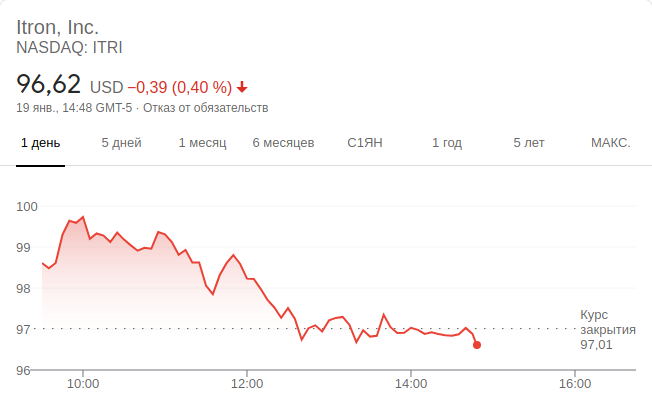 Itron, Inc.
NASDAQ: ITRI
96,62 USD −0,39 (0,40 %)
19 янв., 14:48 GMT-5 · Отказ от обязательств
1 день 5 дней 1 месяц 6 месяцев С1ЯН 1 год 5 лет МАКС.
100
99
98
97
96
Курс
закрытия
97,01
10:00 12:00 14:00 16:00